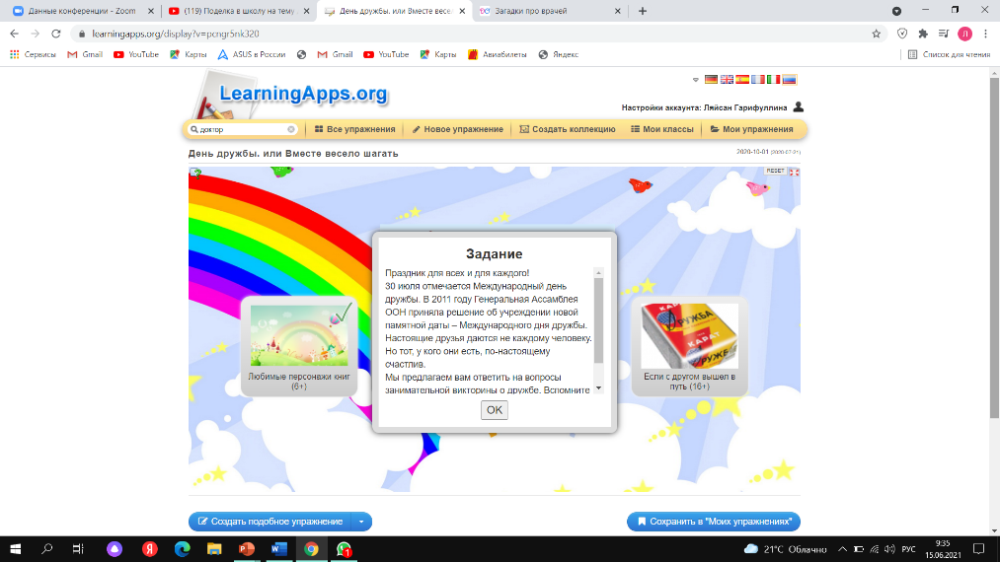 Данные конференции - Zoom
(119) Поделка в школу на тему
День дружбы. или Вместе весел
Загадки про врачей
learningapps.org/display?v=pcngr5nk320
Л
Сервисы
Gmail
YouTube
Карты
ASUS в России
Gmail
YouTube
Карты
Авиабилеты
Яндекс
Список для чтения
LearningApps.org
Настройки аккаунта: Ляйсан Гарифуллина
доктор
Все упражнения
Новое упражнение
Создать коллекцию
Мои классы
Мои упражнения
День дружбы. или Вместе весело шагать
2020-10-01 (2020-07-21)
RESET
Задание
Праздник для всех и для каждого!
30 июля отмечается Международный день
дружбы. В 2011 году Генеральная Ассамблея
ООН приняла решение об учреждении новой
памятной даты – Международного дня дружбы.
Настоящие друзья даются не каждому человеку.
Но тот, у кого они есть, по-настоящему
счастлив.
Мы предлагаем вам ответить на вопросы
занимательной викторины о дружбе. Вспомните
OK
Любимые персонажи книг
(6+)
КАРАТ
ДРУЖБА
Если с другом вышел в
путь (16+)
Создать подобное упражнение
Сохранить в "Моих упражнениях"
Я
1
21°C Облачно
РУС
9:35
15.06.2021